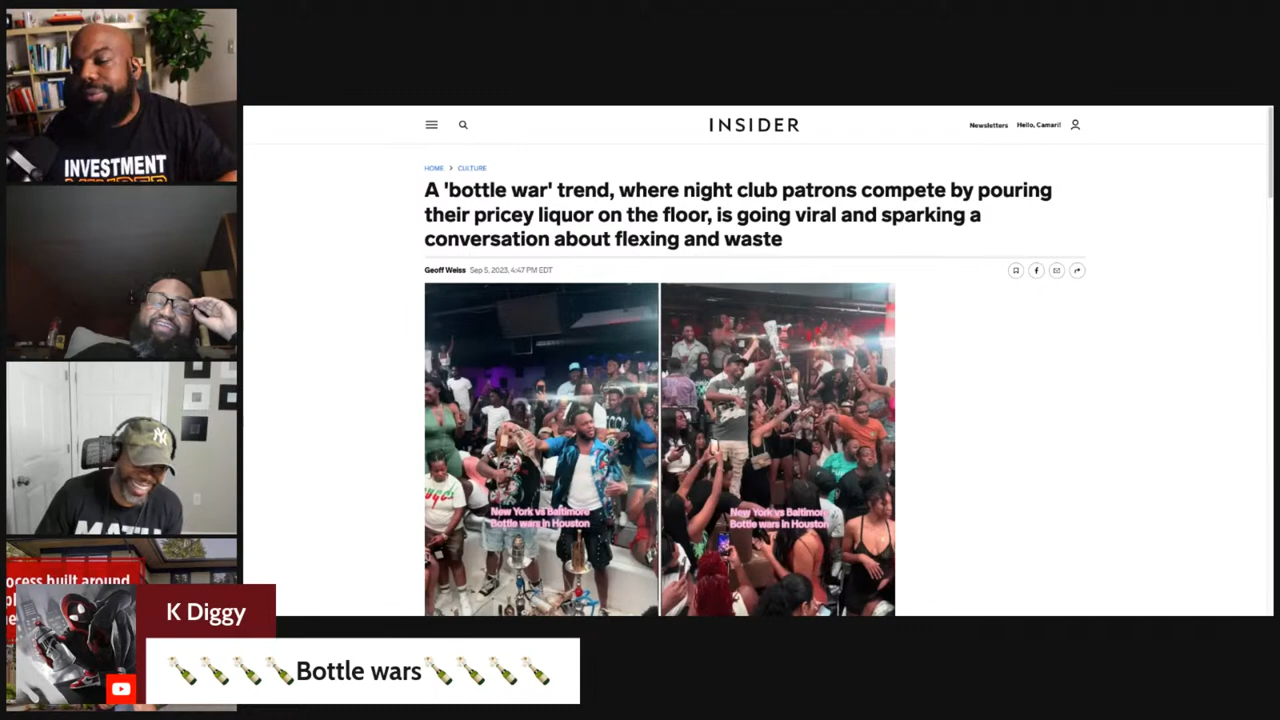 INVESTMENT
INSIDER
Newsletters
Hello, Camari!
HOME > CULTURE
A 'bottle war' trend, where night club patrons compete by pouring
their pricey liquor on the floor, is going viral and sparking a
conversation about flexing and waste
Geoff Weiss Sep 5, 2023, 4:47 PM EDT
New York vs Baltimore
Bottle wars in Houston
New York vs Baltimore
Bottle wars in Houston
ocess built around
K Diggy
Bottle wars